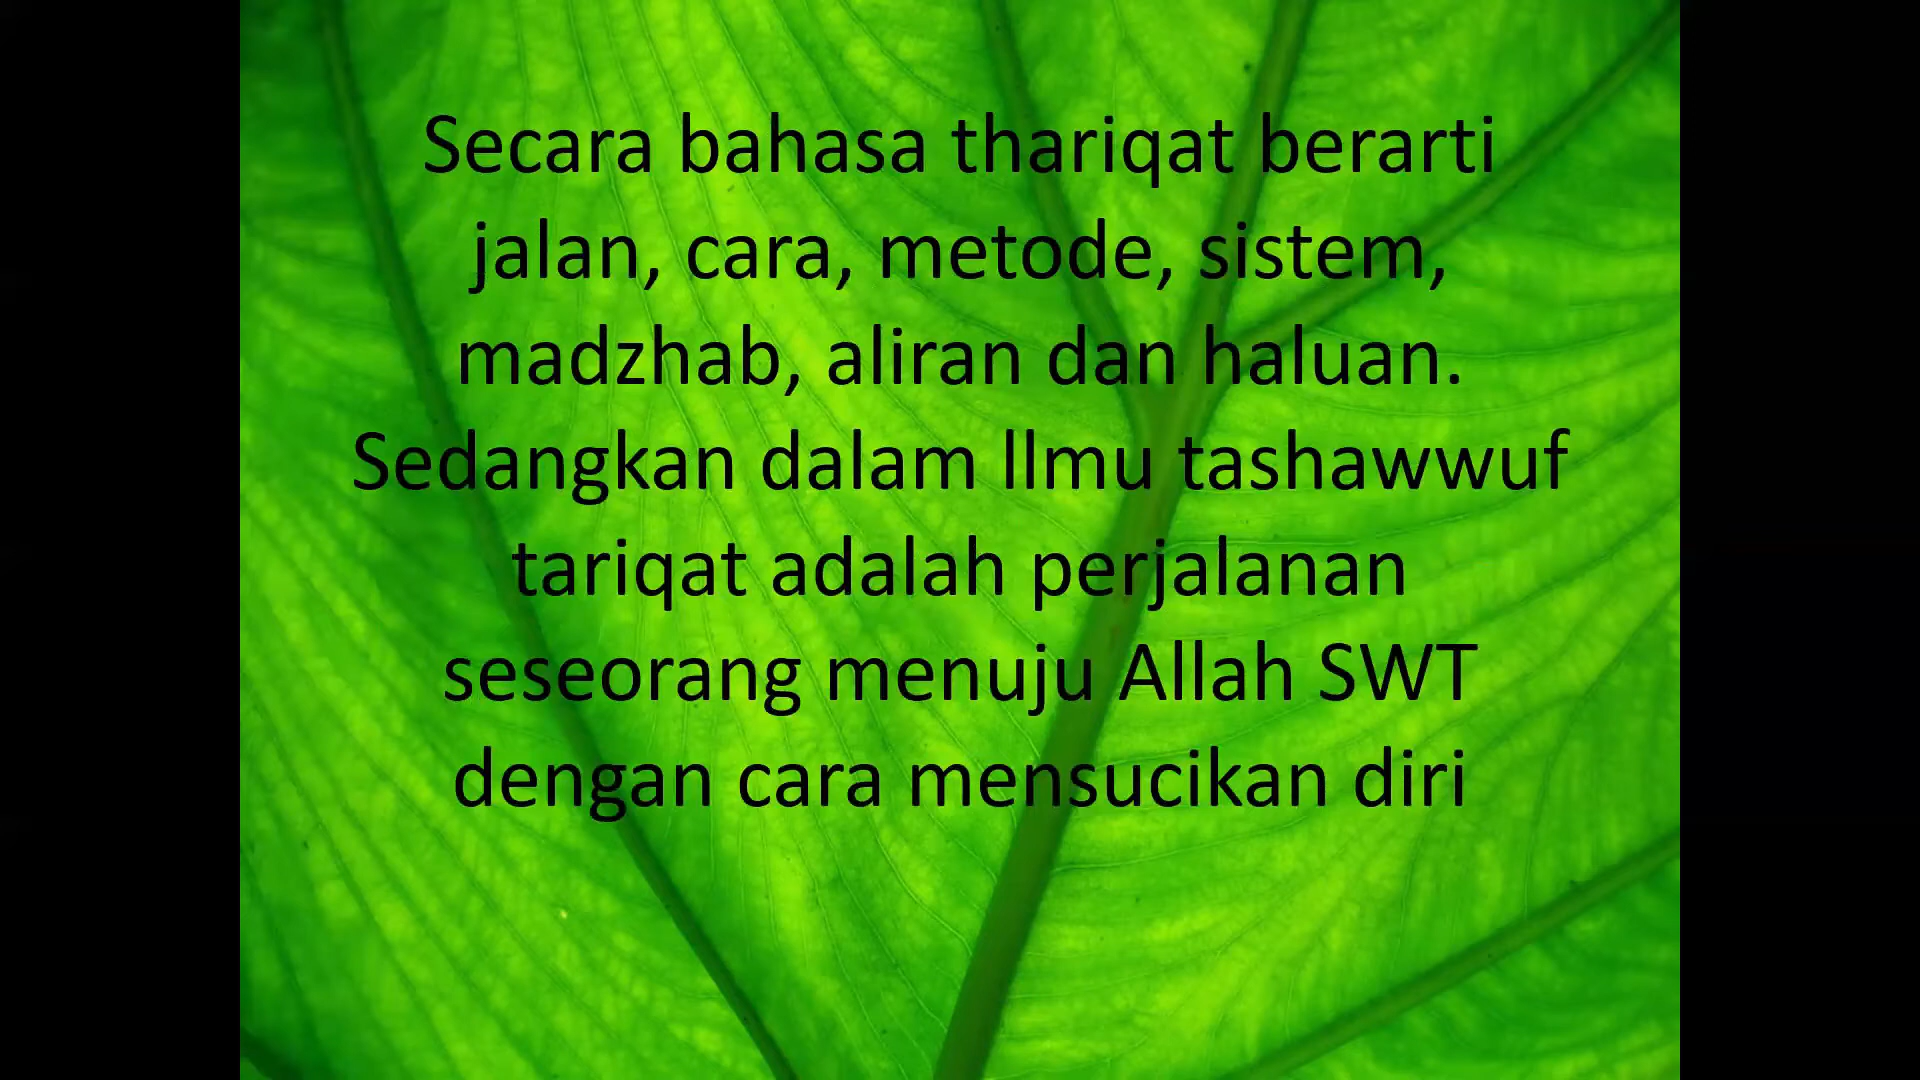 Secara bahasa thariqat berarti
jalan, cara, metode, sistem,
madzhab, aliran dan haluan.
Sedangkan dalam llmu tashawwuf
tariqat adalah perjalanan
seseorang menuju Allah SWT
dengan cara mensucikan diri